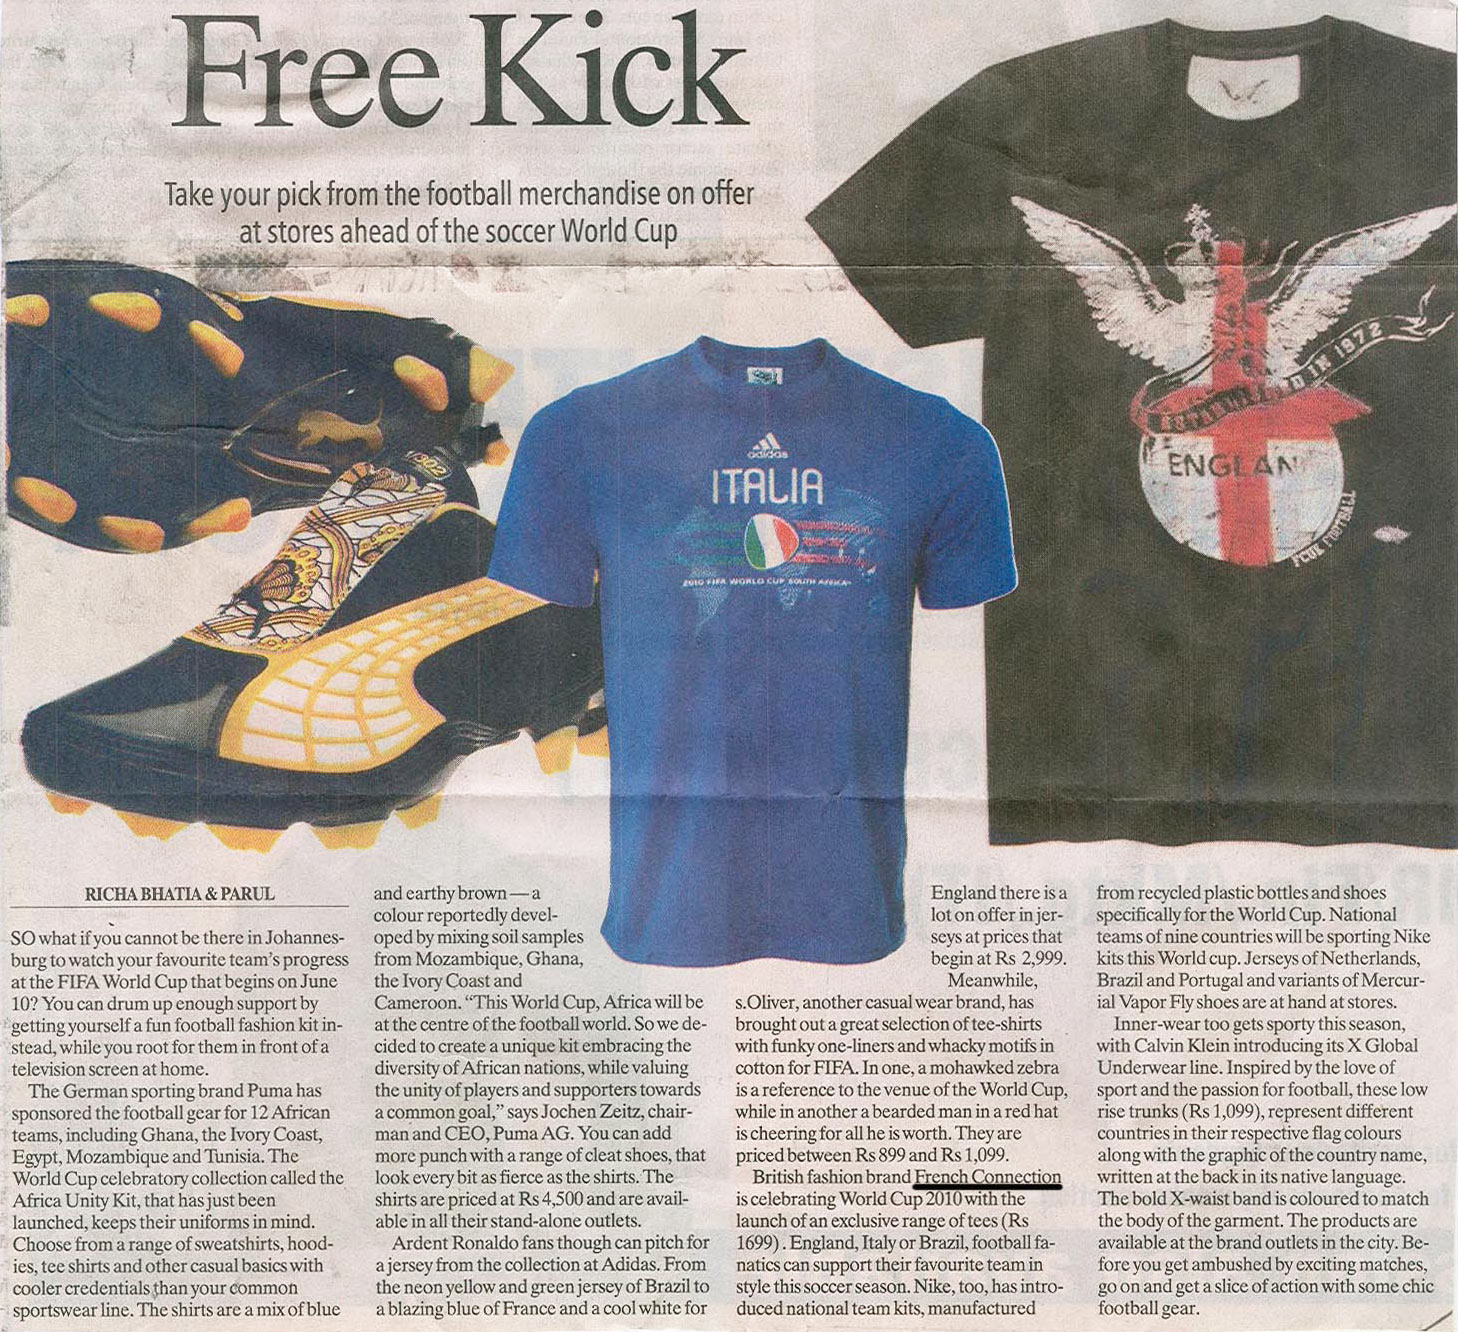 Free Kick
Take your pick from the football merchandise on offer
at stores ahead of the soccer World Cup
1902
adidas
ITALIA
2010 FIFA WORLD CUP SOUTH AFRICA
IN 1972
ENGLAN
FCUK FOOTBALL
RICHA BHATIA & PARUL
SO what if you cannot be there in Johannes-
burg to watch your favourite team's progress
at the FIFA World Cup that begins on June
10? You can drum up enough support by
getting yourself a fun football fashion kit in-
stead, while you root for them in front of a
television screen at home.
The German sporting brand Puma has
sponsored the football gear for 12 African
teams, including Ghana, the Ivory Coast,
Egypt, Mozambique and Tunisia. The
World Cup celebratory collection called the
Africa Unity Kit, that has just been
launched, keeps their uniforms in mind.
Choose from a range of sweatshirts, hood-
ies, tee shirts and other casual basics with
cooler credentials than your common
sportswear line. The shirts are a mix of blue
and earthy brown — a
colour reportedly devel-
oped by mixing soil samples
from Mozambique, Ghana,
the Ivory Coast and
Cameroon. “This World Cup, Africa will be
at the centre of the football world. So we de-
cided to create a unique kit embracing the
diversity of African nations, while valuing
the unity of players and supporters towards
a common goal,” says Jochen Zeitz, chair-
man and CEO, Puma AG. You can add
more punch with a range of cleat shoes, that
look every bit as fierce as the shirts. The
shirts are priced at Rs 4,500 and are avail-
able in all their stand-alone outlets.
Ardent Ronaldo fans though can pitch for
a jersey from the collection at Adidas. From
the neon yellow and green jersey of Brazil to
a blazing blue of France and a cool white for
England there is a
lot on offer in jer-
seys at prices that
begin at Rs 2,999.
Meanwhile,
s.Oliver, another casual wear brand, has
brought out a great selection of tee-shirts
with funky one-liners and whacky motifs in
cotton for FIFA. In one, a mohawked zebra
is a reference to the venue of the World Cup,
while in another a bearded man in a red hat
is cheering for all he is worth. They are
priced between Rs 899 and Rs 1,099.
British fashion brand French Connection
is celebrating World Cup 2010 with the
launch of an exclusive range of tees (Rs
1699) . England, Italy or Brazil, football fa-
natics can support their favourite team in
style this soccer season. Nike, too, has intro-
duced national team kits, manufactured
from recycled plastic bottles and shoes
specifically for the World Cup. National
teams of nine countries will be sporting Nike
kits this World cup. Jerseys of Netherlands,
Brazil and Portugal and variants of Mercur-
ial Vapor Fly shoes are at hand at stores.
Inner-wear too gets sporty this season,
with Calvin Klein introducing its X Global
Underwear line. Inspired by the love of
sport and the passion for football, these low
rise trunks (Rs 1,099), represent different
countries in their respective flag colours
along with the graphic of the country name,
written at the back in its native language.
The bold X-waist band is coloured to match
the body of the garment. The products are
available at the brand outlets in the city. Be-
fore you get ambushed by exciting matches,
go on and get a slice of action with some chic
football gear.